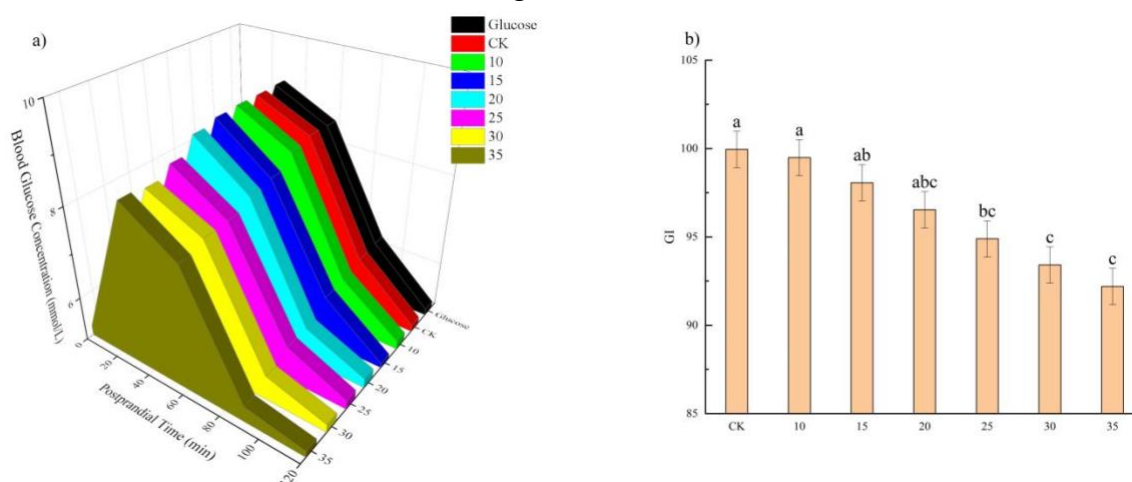 a)
Glucose
CK
10
15
20
25
30
35
10
8
6
Blood Glucose Concentration (mmol/L)
0
20
40
60
80
100
120
Postprandial Time (min)
Glucose
CK
10
15
20
25
30
35
b)
105
100
95
90
85
GI
a
a
ab
abc
bc
c
c
CK 10 15 20 25 30 35